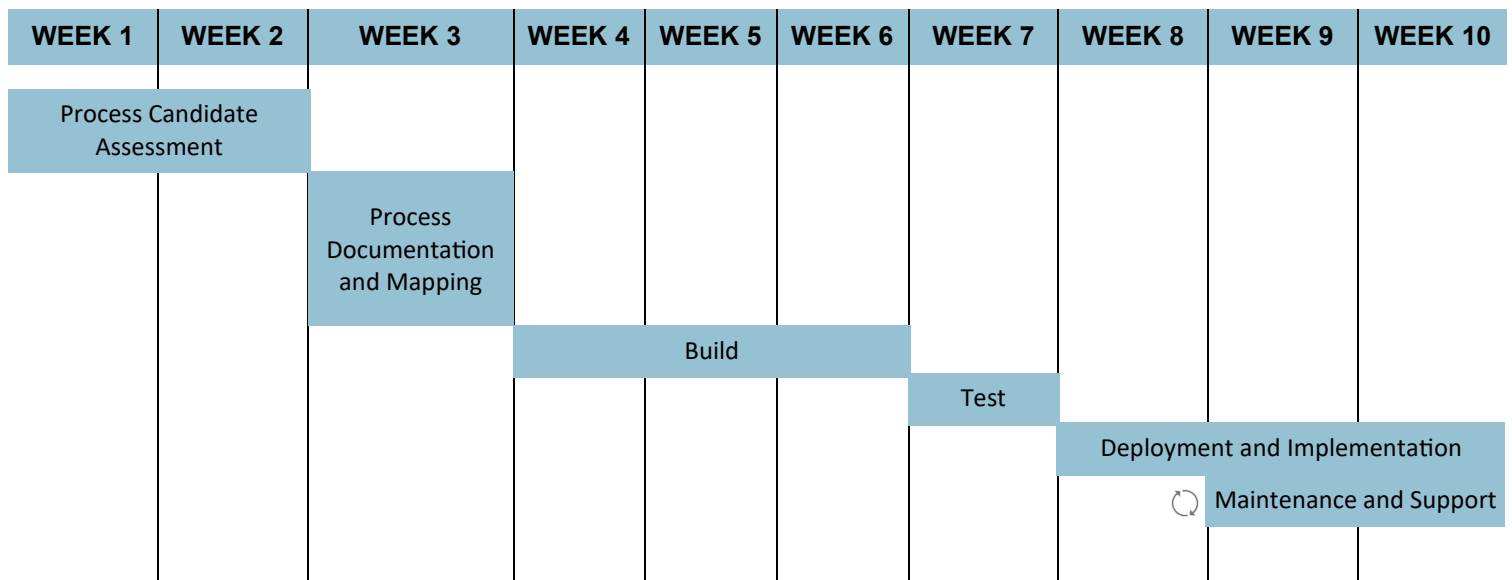 WEEK 1 WEEK 2 WEEK 3 WEEK 4 WEEK 5 WEEK 6 WEEK 7 WEEK 8 WEEK 9 WEEK 10
Process Candidate
Assessment
Process
Documentation
and Mapping
Build
Test
Deployment and Implementation
Maintenance and Support